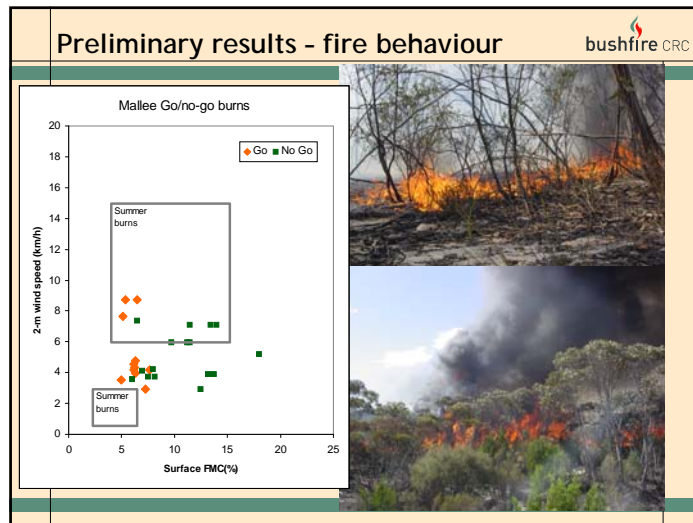 Preliminary results - fire behaviour
bushfire CRC
Mallee Go/no-go burns
Go No Go
20
18
16
14
12
10
8
6
4
2
0
2-m wind speed (km/h)
Summer
burns
Summer
burns
0 5 10 15 20 25
Surface FMC(%)